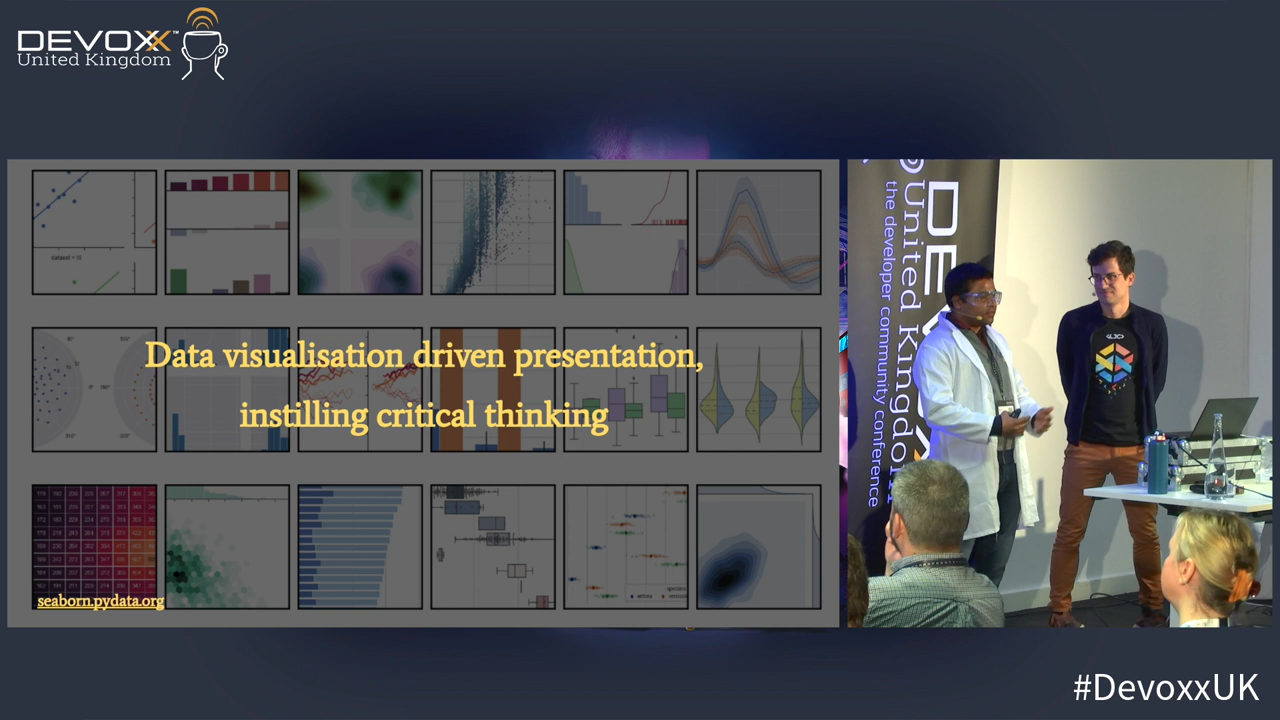 DEVOXX™
United Kingdom
Data visualisation driven presentation,
instilling critical thinking
seaborn.pydata.org
DEVOXX
United Kingdom
the developer community conference
#DevoxxUK